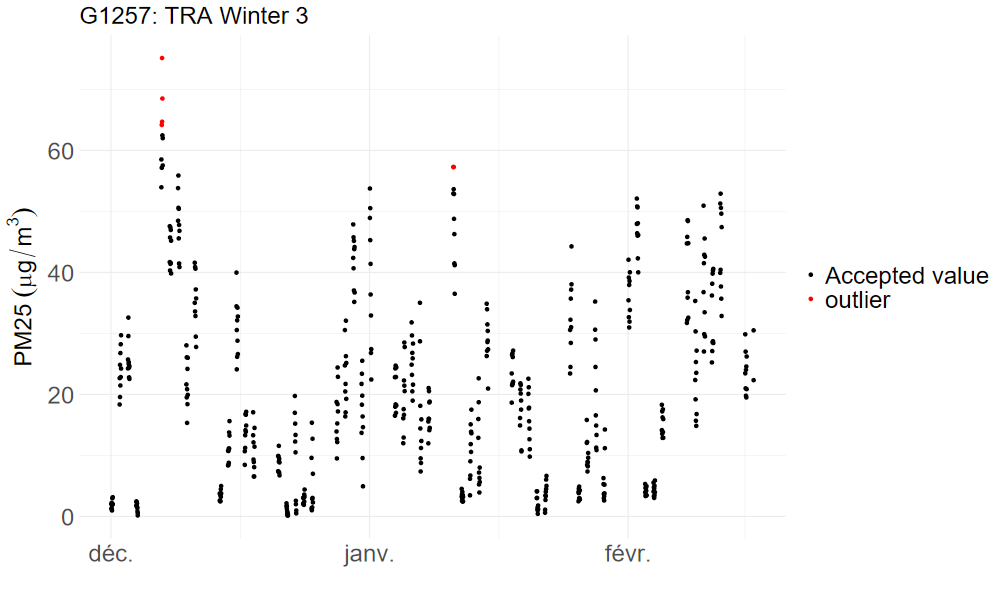 G1257: TRA Winter 3
PM25 (μg/m³)
60
40
20
0
déc.
janv.
févr.
Accepted value
outlier